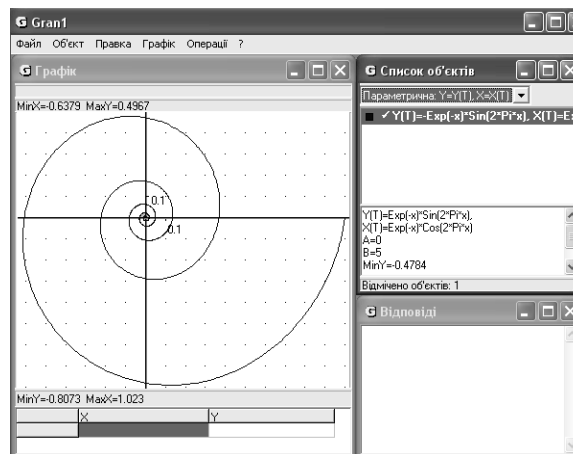 G Gran1
Файл Об'єкт Правка Графік Операції ?
G Графік
MinX=-0.6379 MaxY=0.4967
0.1
0.1
MinY=-0.8073 MaxX=1.023
X Y
G Список об'єктів
Параметрична: Y=Y(T), X=X(T)
✓ Y(T)=-Exp(-x)*Sin(2*Pi*x), X(T)=Ex
Y(T)=Exp(-x)*Sin(2*Pi*x),
X(T)=Exp(-x)*Cos(2*Pi*x)
A=0
B=5
MinY=-0.4784
Відмічено об'єктів: 1
G Відповіді